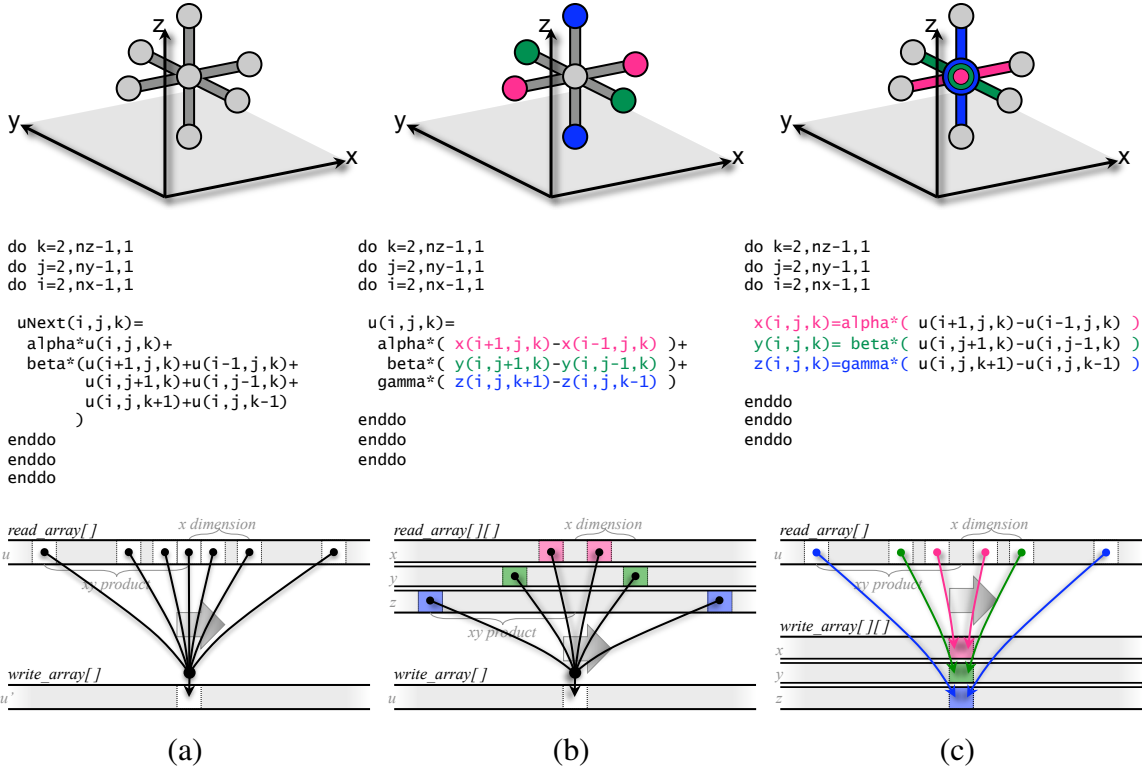 z
y
x
do k=2,nz-1,1
do j=2,ny-1,1
do i=2,nx-1,1
uNext(i,j,k)=
alpha*u(i,j,k)+
beta*(u(i+1,j,k)+u(i-1,j,k)+
u(i,j+1,k)+u(i,j-1,k)+
u(i,j,k+1)+u(i,j,k-1)
)
enddo
enddo
enddo
x dimension
read_array[ ]
u
xy product
write_array[ ]
u'
(a)
z
y
x
do k=2,nz-1,1
do j=2,ny-1,1
do i=2,nx-1,1
u(i,j,k)=
alpha*( x(i+1,j,k)-x(i-1,j,k) )+
beta*( y(i,j+1,k)-y(i,j-1,k) )+
gamma*( z(i,j,k+1)-z(i,j,k-1) )
enddo
enddo
enddo
x dimension
read_array[ ][ ]
x
y
z
xy product
write_array[ ]
u
(b)
z
y
x
do k=2,nz-1,1
do j=2,ny-1,1
do i=2,nx-1,1
x(i,j,k)=alpha*( u(i+1,j,k)-u(i-1,j,k) )
y(i,j,k)= beta*( u(i,j+1,k)-u(i,j-1,k) )
z(i,j,k)=gamma*( u(i,j,k+1)-u(i,j,k-1) )
enddo
enddo
enddo
x dimension
read_array[ ]
u
xy product
write_array[ ][ ]
x
y
z
(c)